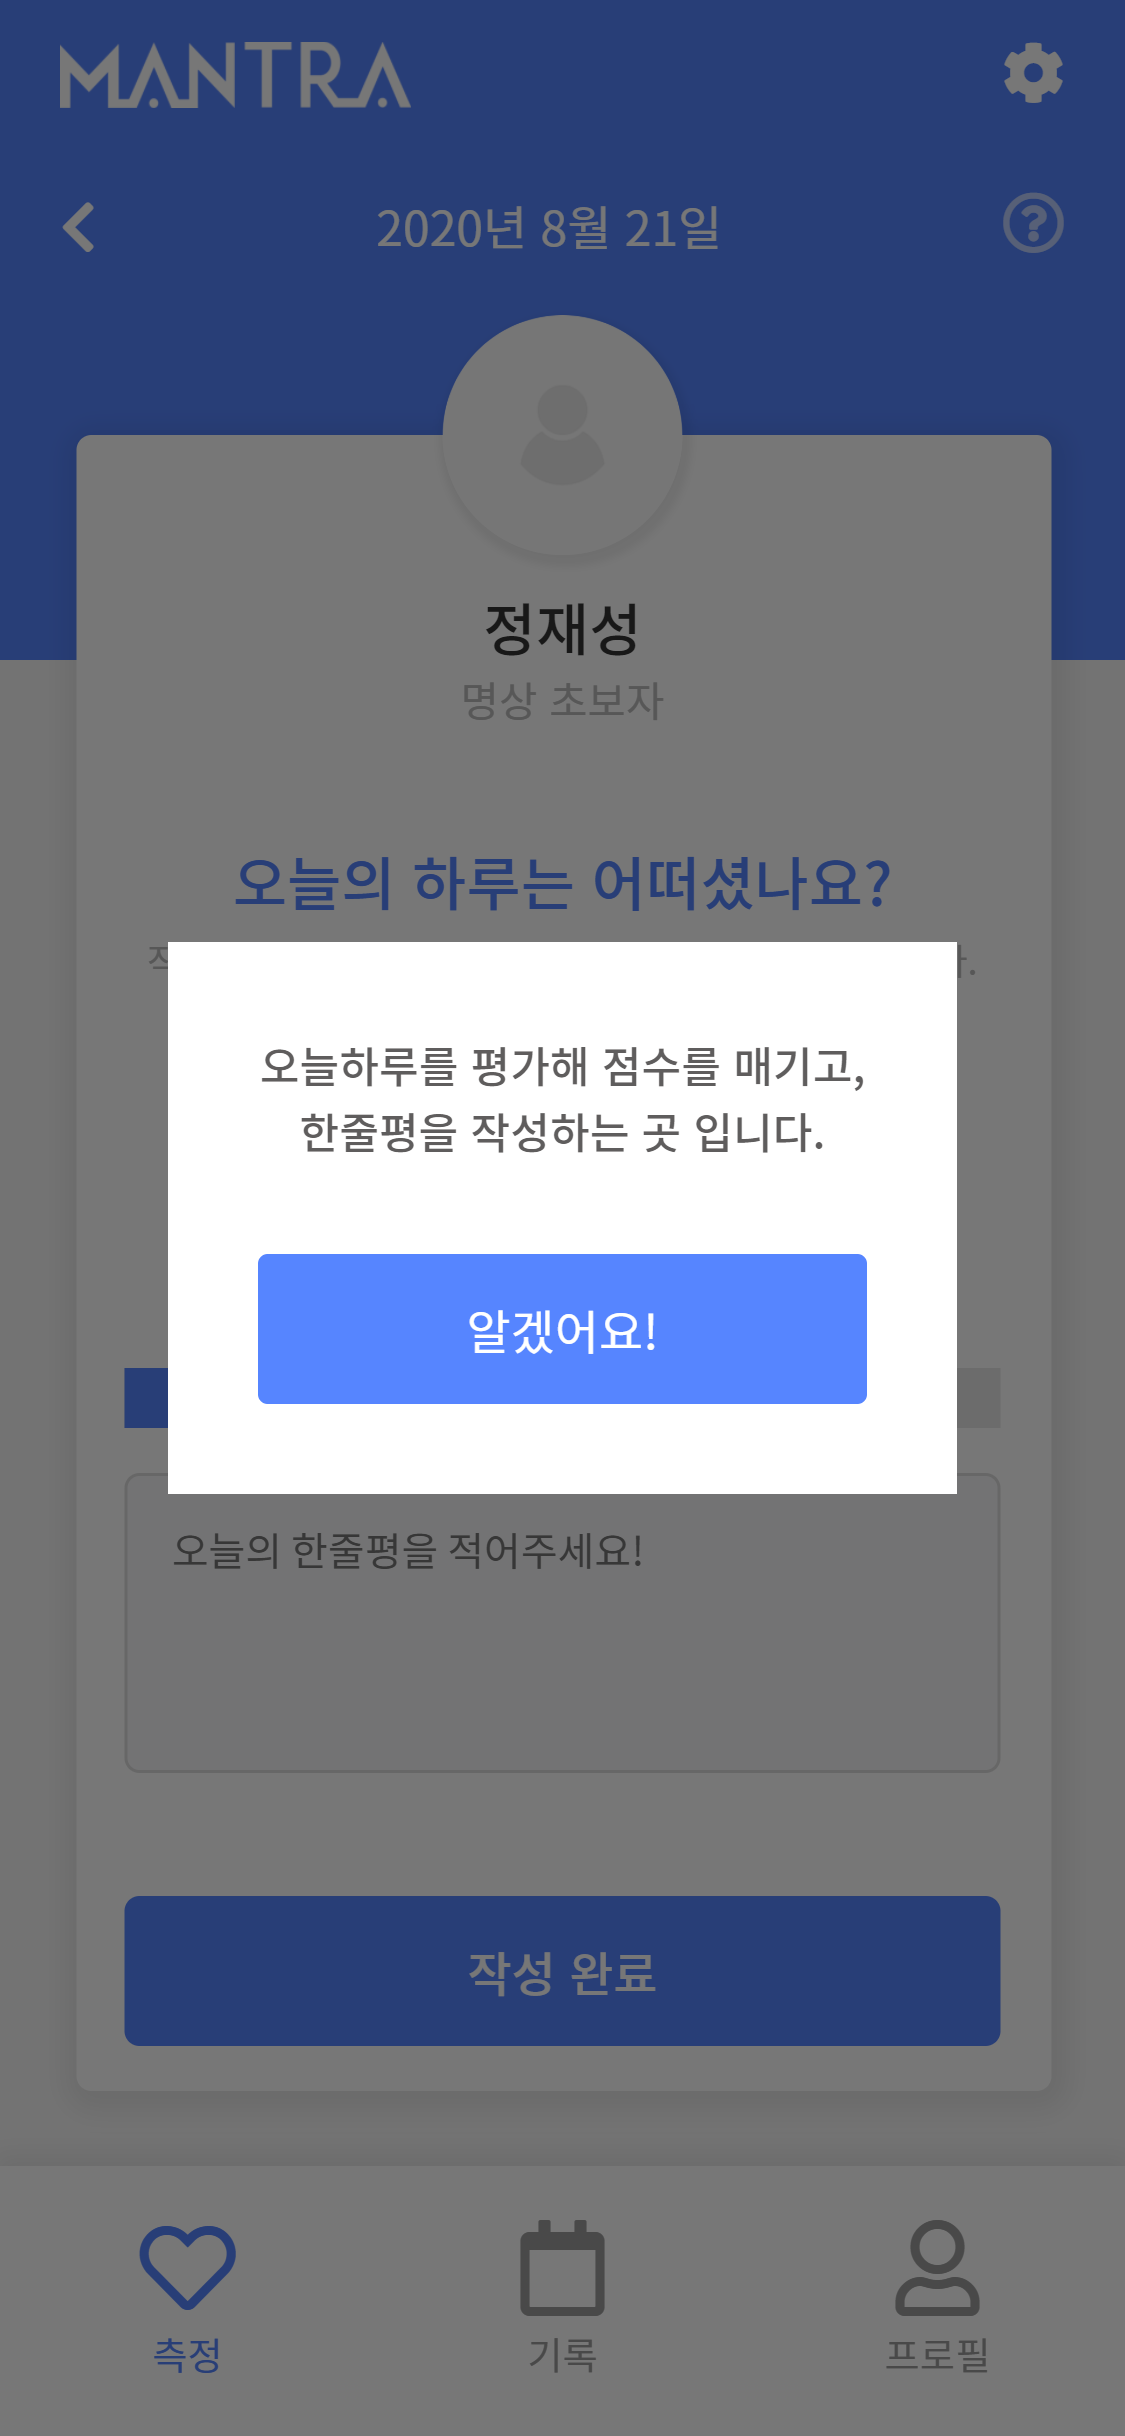 MANTRA
2020년 8월 21일
정재성
명상 초보자
오늘의 하루는 어떠셨나요?
오늘하루를 평가해 점수를 매기고,
한줄평을 작성하는 곳 입니다.
알겠어요!
오늘의 한줄평을 적어주세요!
작성 완료
측정
기록
프로필